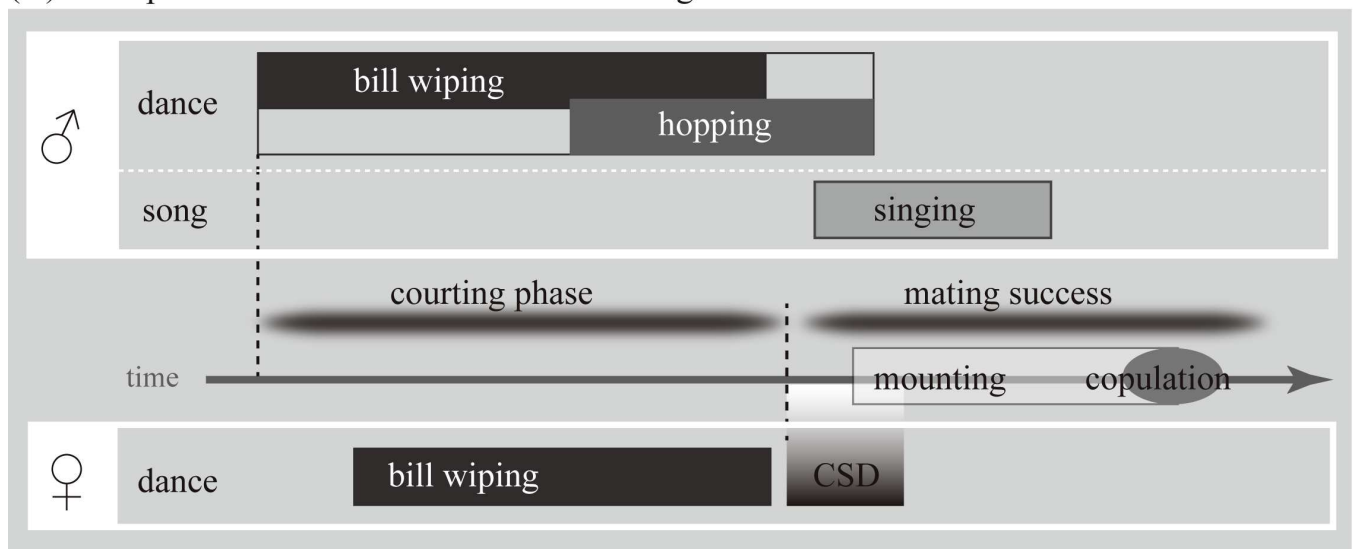 ♂
dance
bill wiping
hopping
song
singing
courting phase
mating success
time
mounting
copulation
♀
dance
bill wiping
CSD